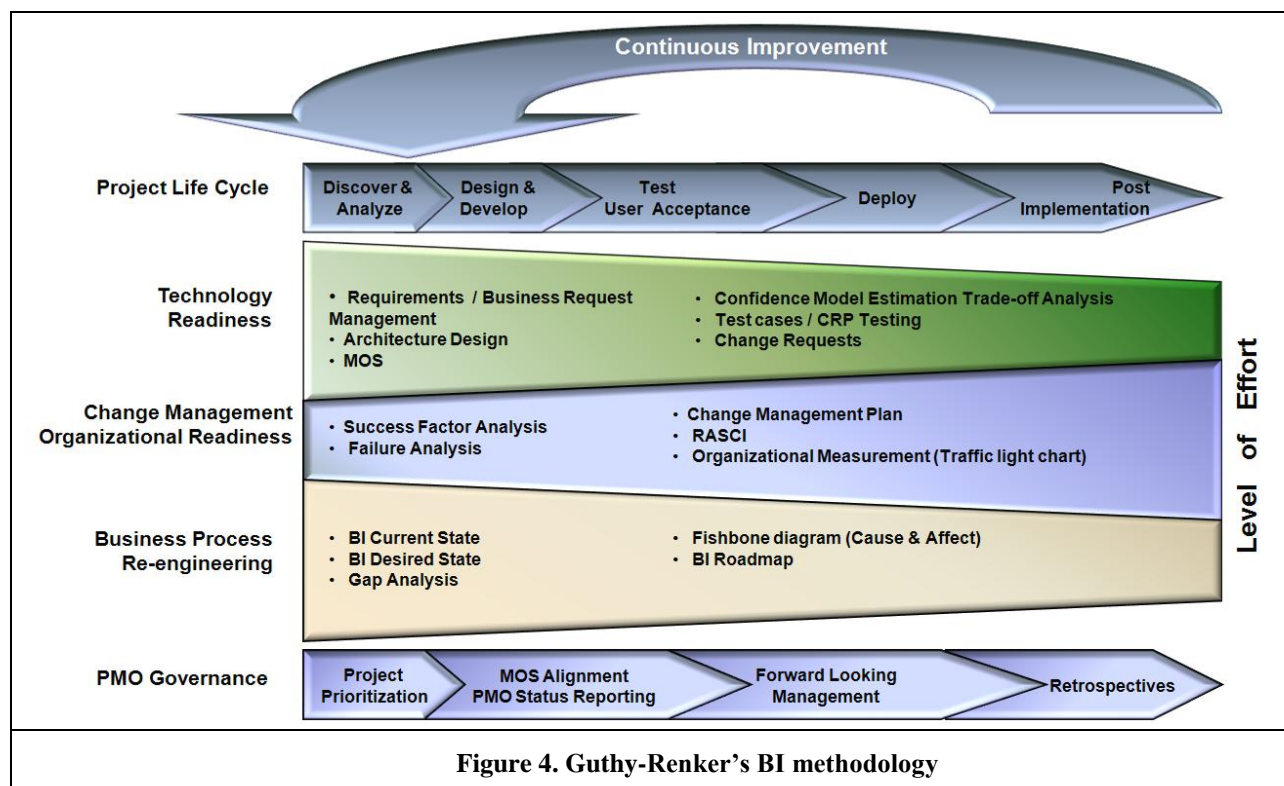 Continuous Improvement
Project Life Cycle
Discover &
Analyze
Design &
Develop
Test
User Acceptance
Deploy
Post
Implementation
Technology
Readiness
• Requirements / Business Request
Management
• Architecture Design
• MOS
• Confidence Model Estimation Trade-off Analysis
• Test cases / CRP Testing
• Change Requests
Change Management
Organizational Readiness
• Success Factor Analysis
• Failure Analysis
• Change Management Plan
• RASCI
• Organizational Measurement (Traffic light chart)
Business Process
Re-engineering
• BI Current State
• BI Desired State
• Gap Analysis
• Fishbone diagram (Cause & Affect)
• BI Roadmap
Level of Effort
PMO Governance
Project
Prioritization
MOS Alignment
PMO Status Reporting
Forward Looking
Management
Retrospectives
Figure 4. Guthy-Renker's BI methodology